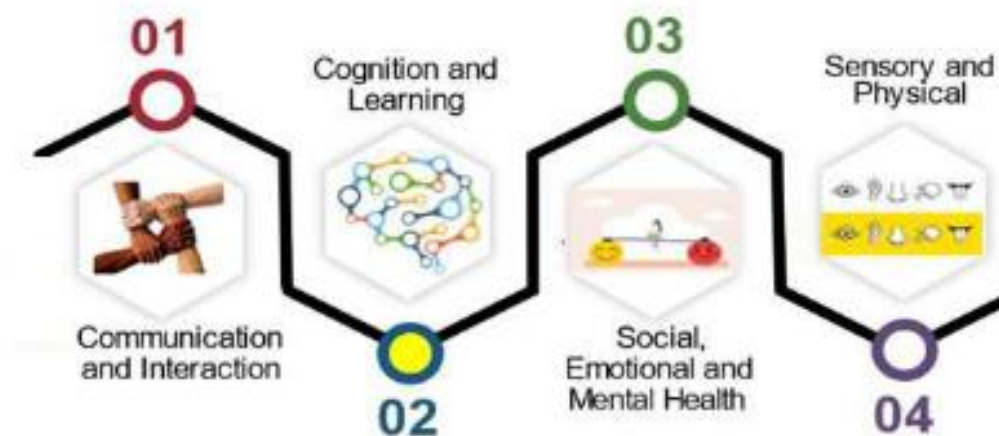 01
Communication
and Interaction
Cognition and
Learning
02
03
Social,
Emotional and
Mental Health
Sensory and
Physical
04